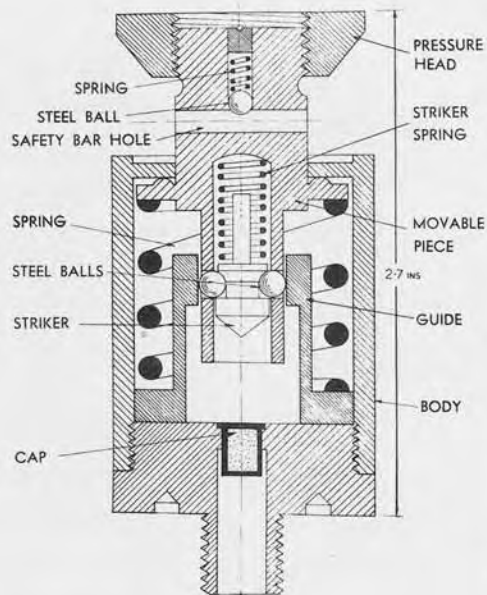 PRESSURE
HEAD
SPRING
STEEL BALL
SAFETY BAR HOLE
STRIKER
SPRING
SPRING
MOVABLE
PIECE
STEEL BALLS
2·7 INS
STRIKER
GUIDE
BODY
CAP